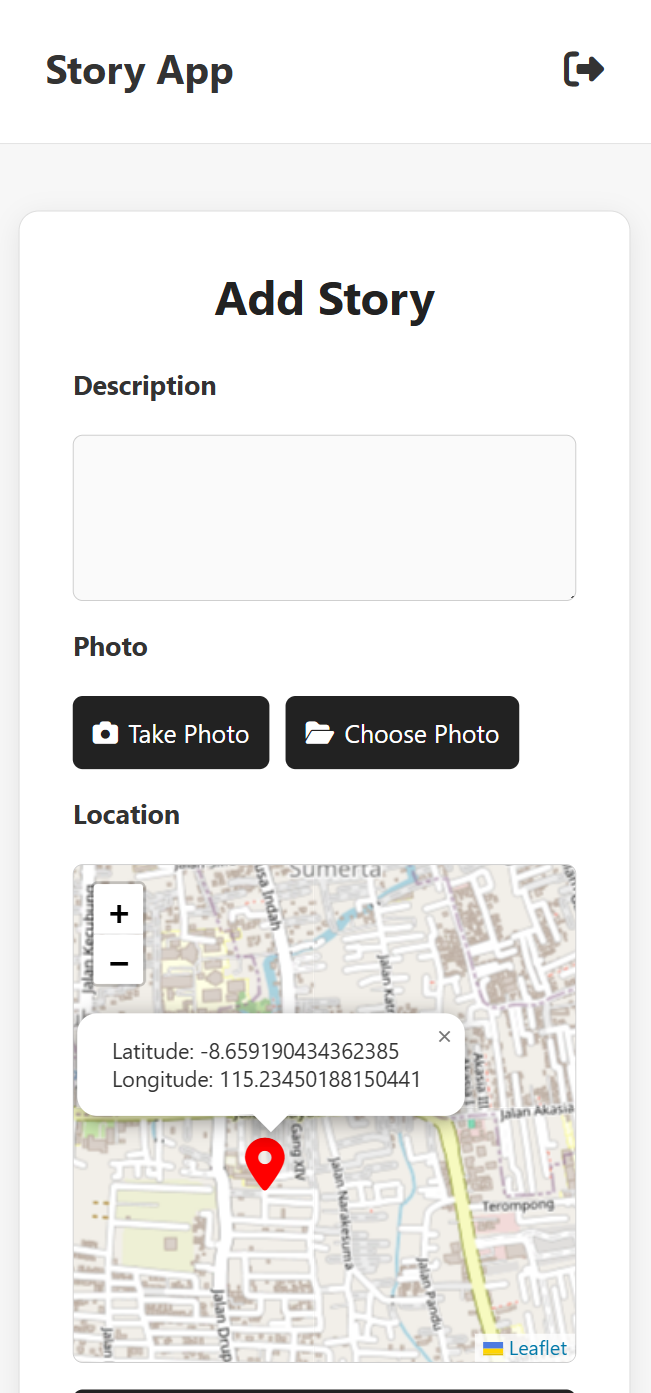 Story App
Add Story
Description
Photo
Take Photo
Choose Photo
Location
Sumerta
usa Indah
Jalan Kecubung
+
−
×
Latitude: -8.659190434362385
Longitude: 115.23450188150441
Akasia III
Jalan Akasia
Gang XIV
Jalan Narakesuma
Terompong
Jalan Pandu
Jalan Drup
Jalan
Leaflet